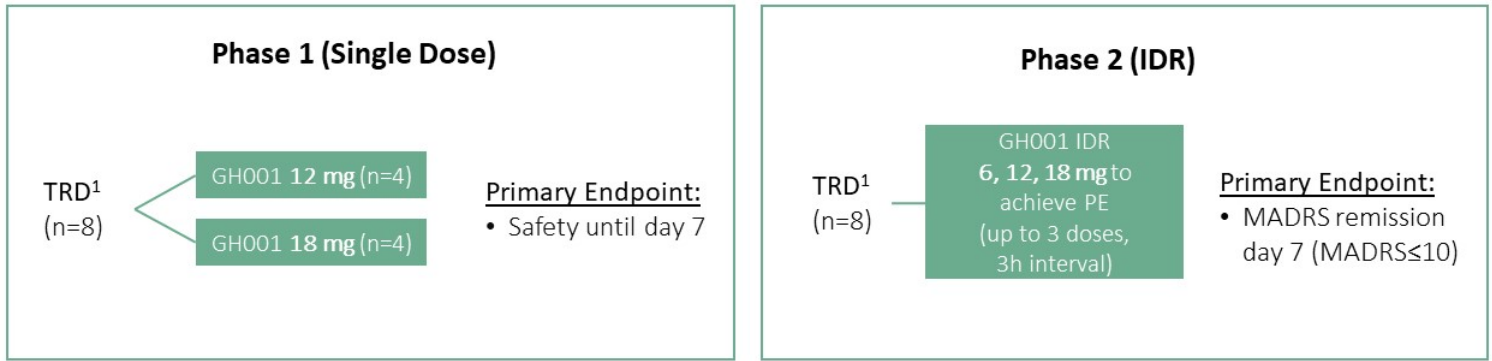 Phase 1 (Single Dose)
TRD¹
(n=8)
GH001 12 mg (n=4)
GH001 18 mg (n=4)
Primary Endpoint:
• Safety until day 7
Phase 2 (IDR)
TRD¹
(n=8)
GH001 IDR
6, 12, 18 mg to
achieve PE
(up to 3 doses,
3h interval)
Primary Endpoint:
• MADRS remission
day 7 (MADRS≤10)